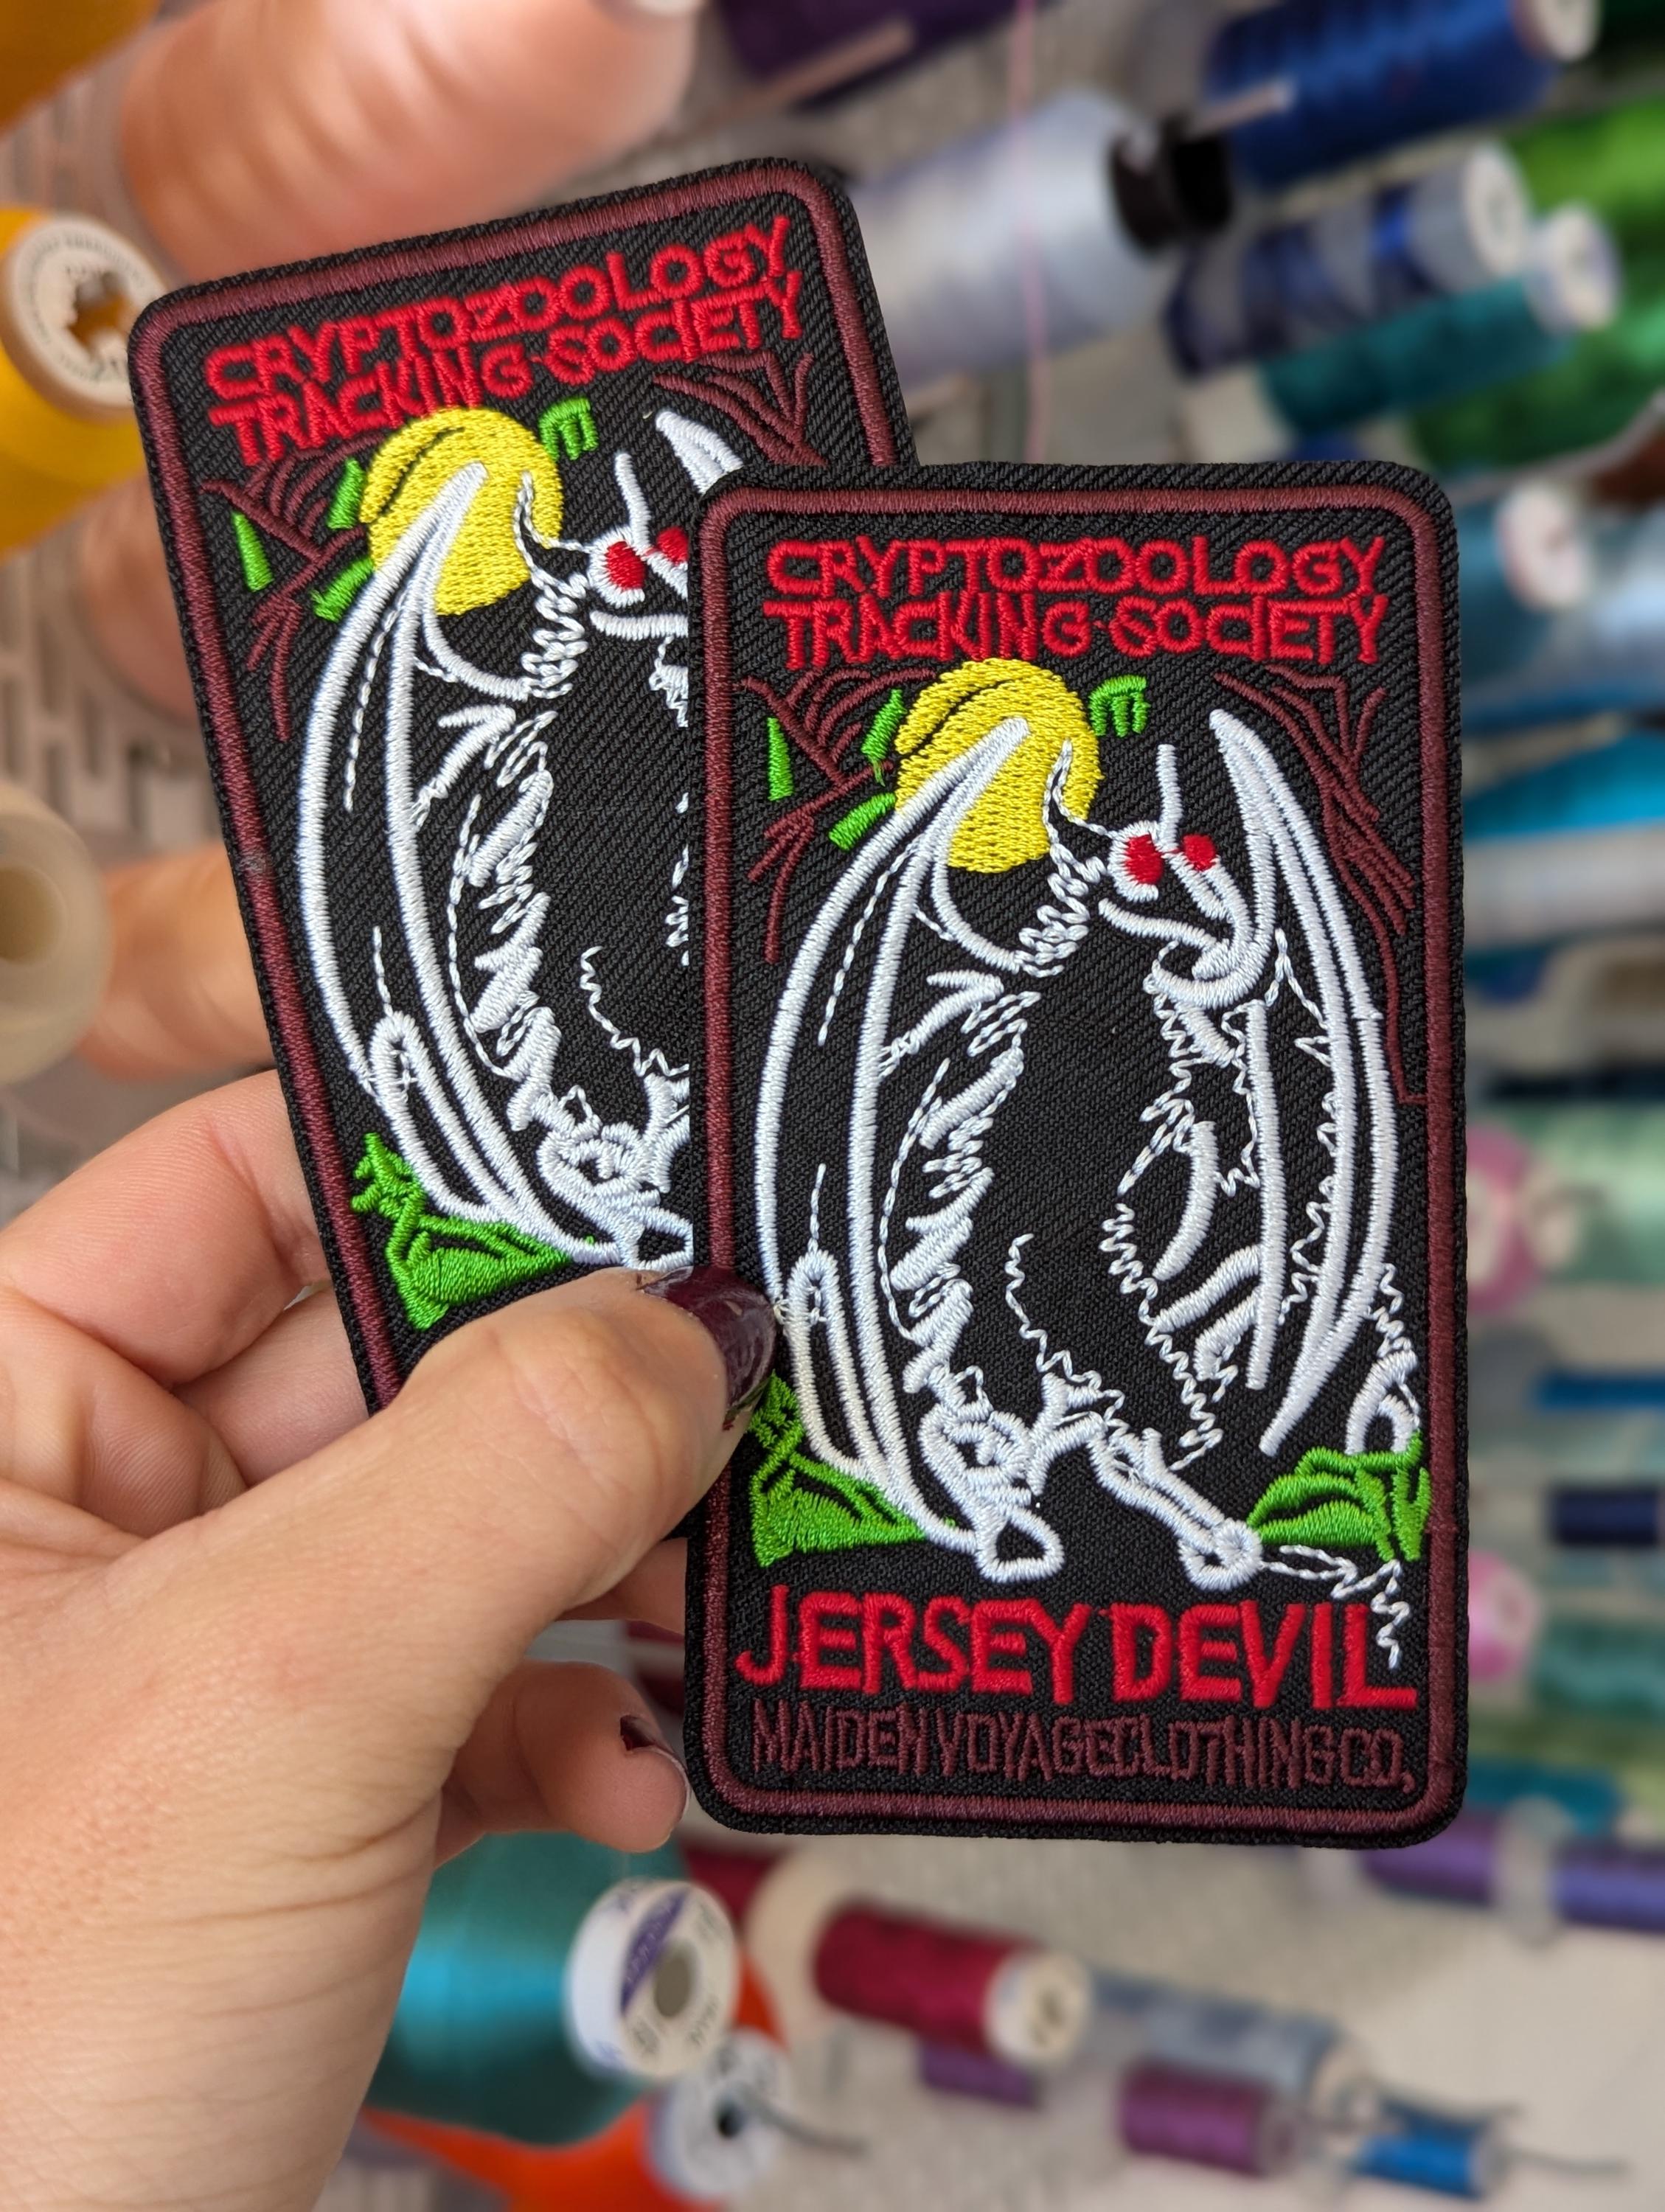 CRYPTOZOOLOGY
TRACKING-SOCIETY
CRYPTOZOOLOGY
TRACKING-SOCIETY
JERSEY DEVIL
MAIDEN VOYAGE CLOTHING CO.